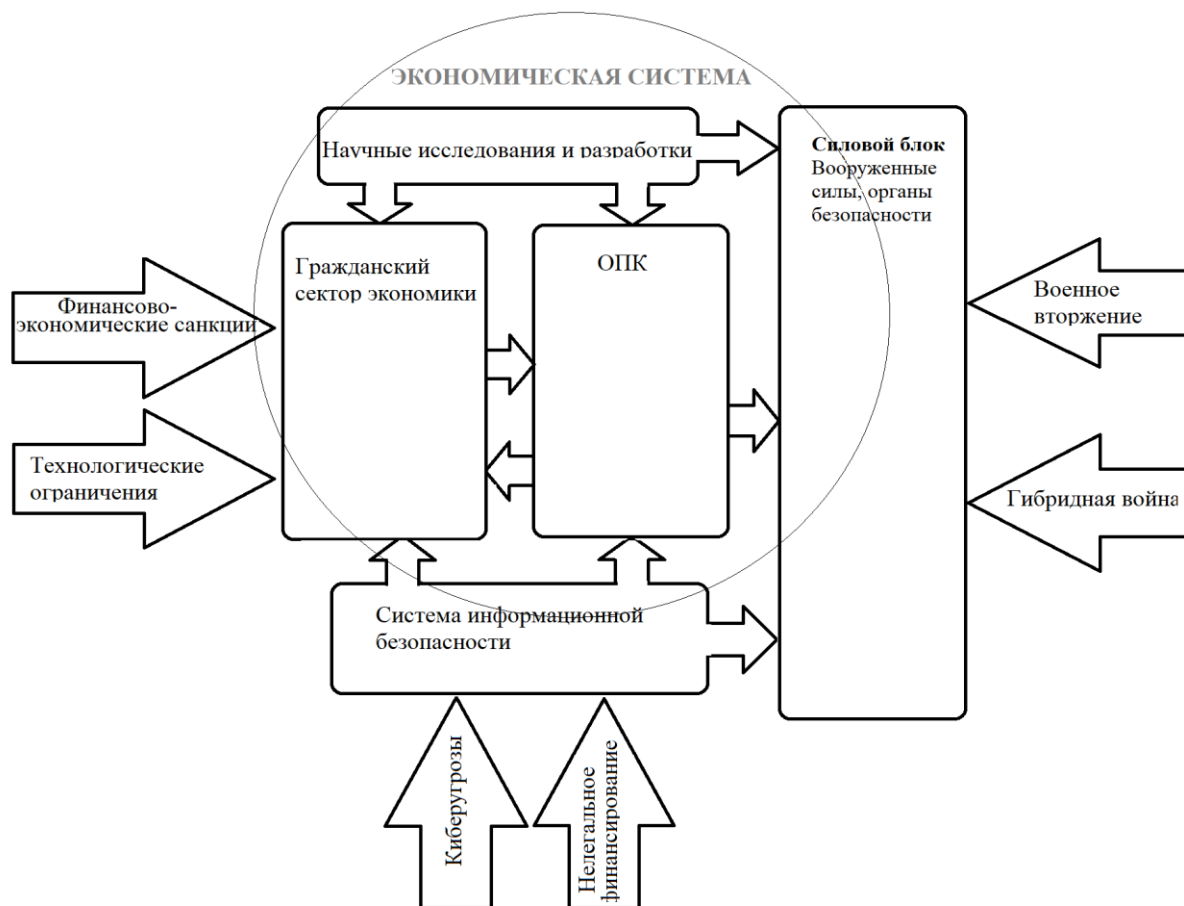 ЭКОНОМИЧЕСКАЯ СИСТЕМА
Научные исследования и разработки
Силовой блок
Вооруженные
силы, органы
безопасности
Гражданский
сектор экономики
ОПК
Финансово-
экономические санкции
Военное
вторжение
Технологические
ограничения
Гибридная война
Система информационной
безопасности
Киберугрозы
Нелегальное
финансирование